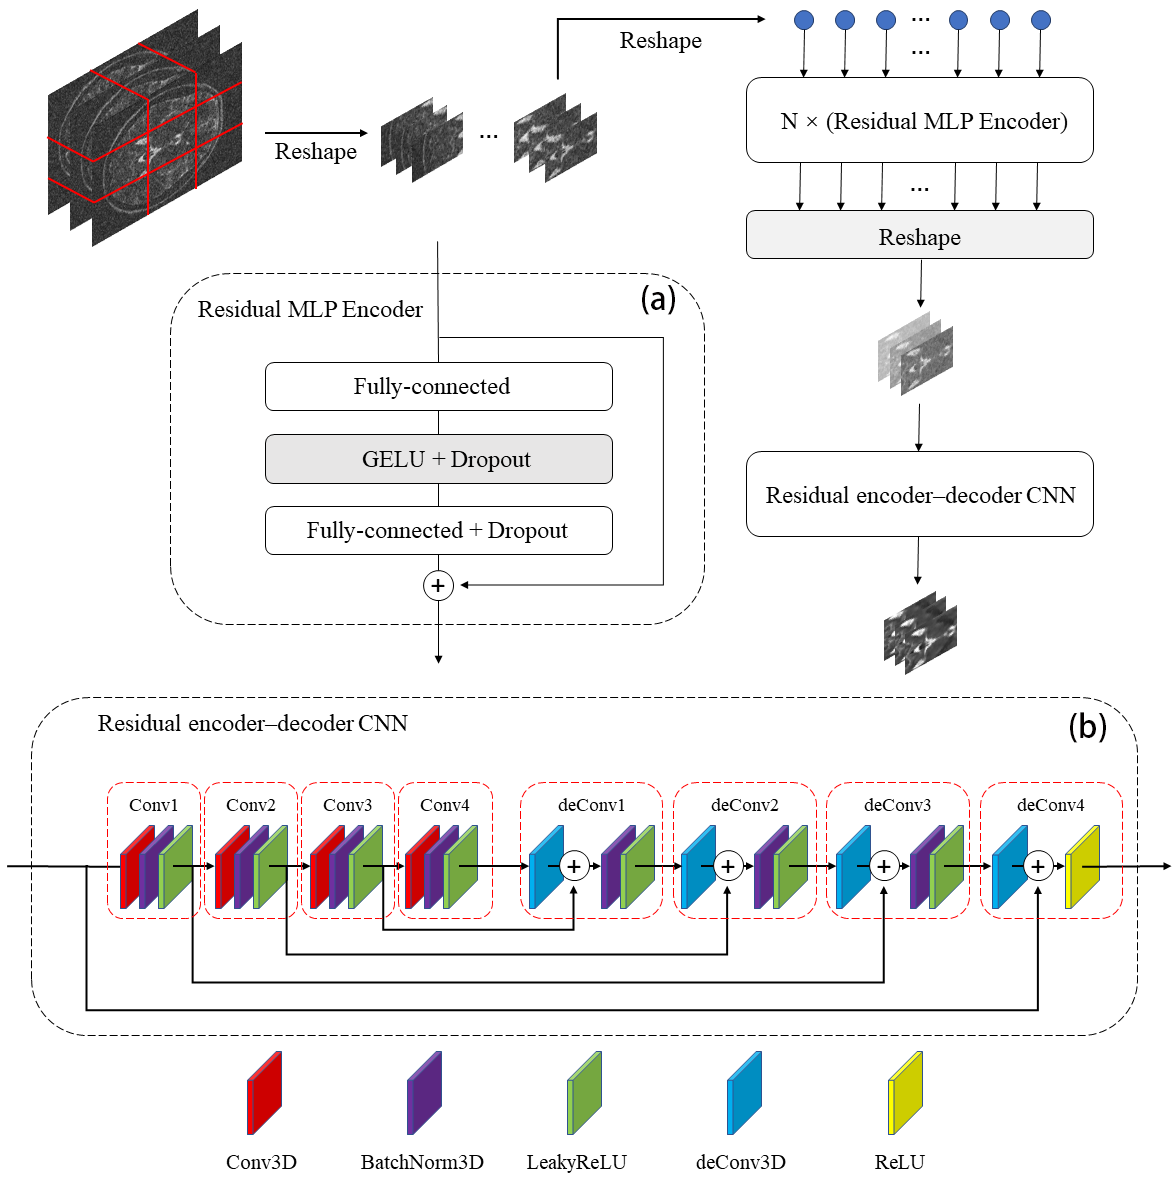 Reshape
Reshape
...
...
...
N × (Residual MLP Encoder)
...
Reshape
(a)
Residual MLP Encoder
Fully-connected
GELU + Dropout
Fully-connected + Dropout
+
Residual encoder–decoder CNN
(b)
Residual encoder–decoder CNN
Conv1 Conv2 Conv3 Conv4 deConv1 deConv2 deConv3 deConv4
+ + + +
Conv3D BatchNorm3D LeakyReLU deConv3D ReLU